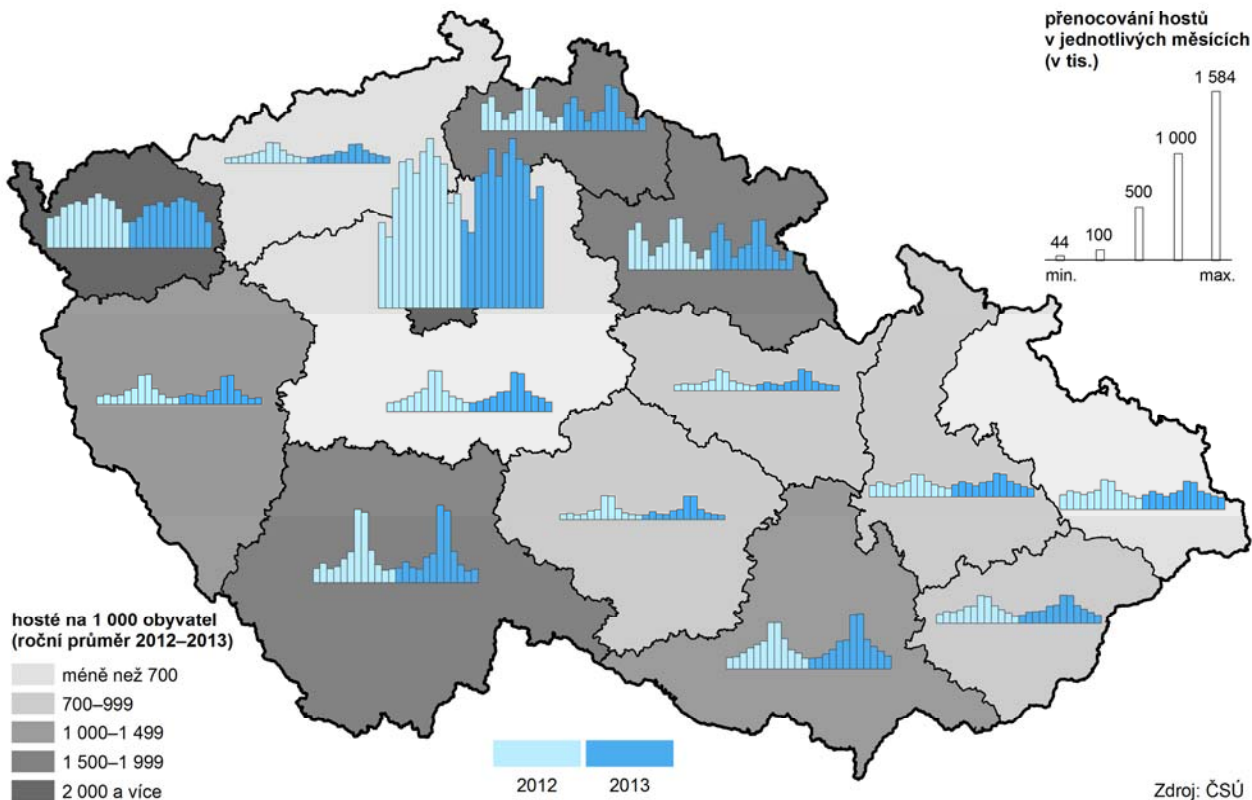 přenocování hostů
v jednotlivých měsících
(v tis.)
1 584
1 000
500
100
44
min.
max.
hosté na 1 000 obyvatel
(roční průměr 2012–2013)
méně než 700
700–999
1 000–1 499
1 500–1 999
2 000 a více
2012
2013
Zdroj: ČSÚ